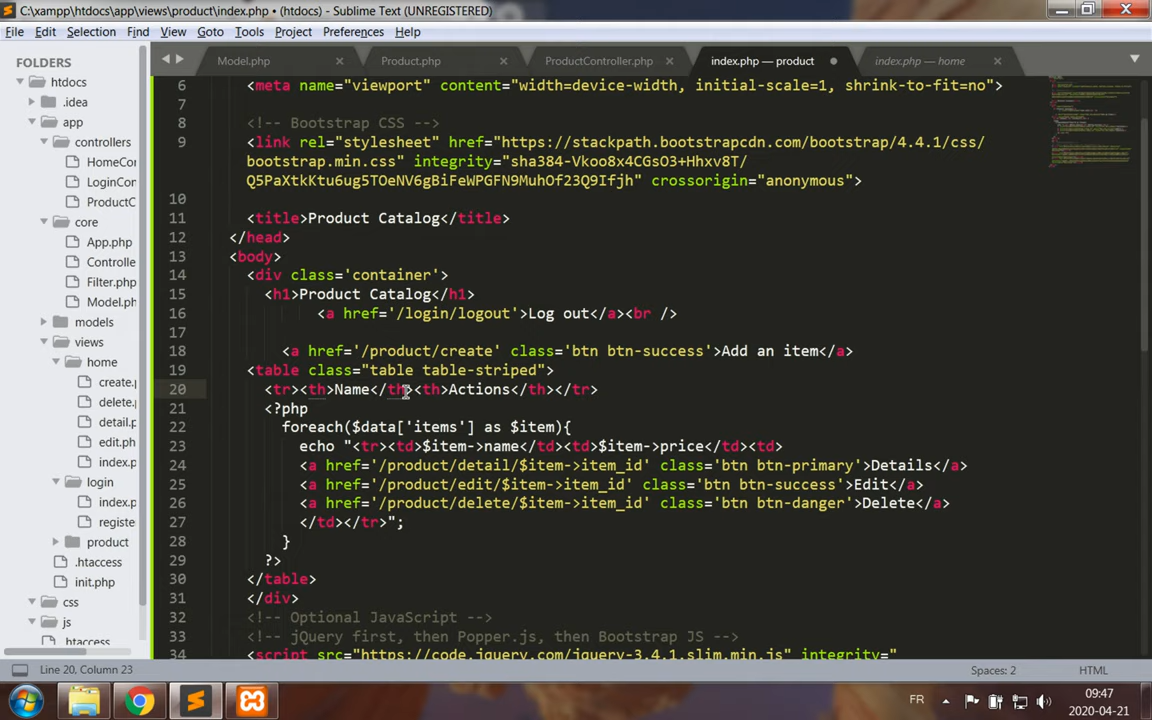 C:\xampp\htdocs\app\views\product\index.php • (htdocs) - Sublime Text (UNREGISTERED)
File Edit Selection Find View Goto Tools Project Preferences Help
FOLDERS
htdocs
.idea
app
controllers
HomeCon
LoginCor
ProductC
core
App.php
Controlle
Filter.php
Model.ph
models
views
home
create.p
delete.p
detail.p
edit.ph
index.p
login
index.p
registe
product
.htaccess
init.php
css
js
.htaccess
Model.php
Product.php
ProductController.php
index.php — product
index.php — home
6 <meta name="viewport" content="width=device-width, initial-scale=1, shrink-to-fit=no">
7
8 <!-- Bootstrap CSS -->
9 <link rel="stylesheet" href="https://stackpath.bootstrapcdn.com/bootstrap/4.4.1/css/
bootstrap.min.css" integrity="sha384-Vkoo8x4CGsO3+Hhxv8T/
Q5PaXtkKtu6ug5TOeNV6gBiFeWPGFN9MuhOf23Q9Ifjh" crossorigin="anonymous">
10
11 <title>Product Catalog</title>
12 </head>
13 <body>
14 <div class='container'>
15 <h1>Product Catalog</h1>
16 <a href='/login/logout'>Log out</a><br />
17
18 <a href='/product/create' class='btn btn-success'>Add an item</a>
19 <table class="table table-striped">
20 <tr><th>Name</th><th>Actions</th></tr>
21 <?php
22 foreach($data['items'] as $item){
23 echo "<tr><td>$item->name</td><td>$item->price</td><td>
24 <a href='/product/detail/$item->item_id' class='btn btn-primary'>Details</a>
25 <a href='/product/edit/$item->item_id' class='btn btn-success'>Edit</a>
26 <a href='/product/delete/$item->item_id' class='btn btn-danger'>Delete</a>
27 </td></tr>";
28 }
29 ?>
30 </table>
31 </div>
32 <!-- Optional JavaScript -->
33 <!-- jQuery first, then Popper.js, then Bootstrap JS -->
34 <script src="https://code.jquery.com/jquery-3.4.1.slim.min.js" integrity="
Line 20, Column 23
Spaces: 2
HTML
FR
09:47
2020-04-21